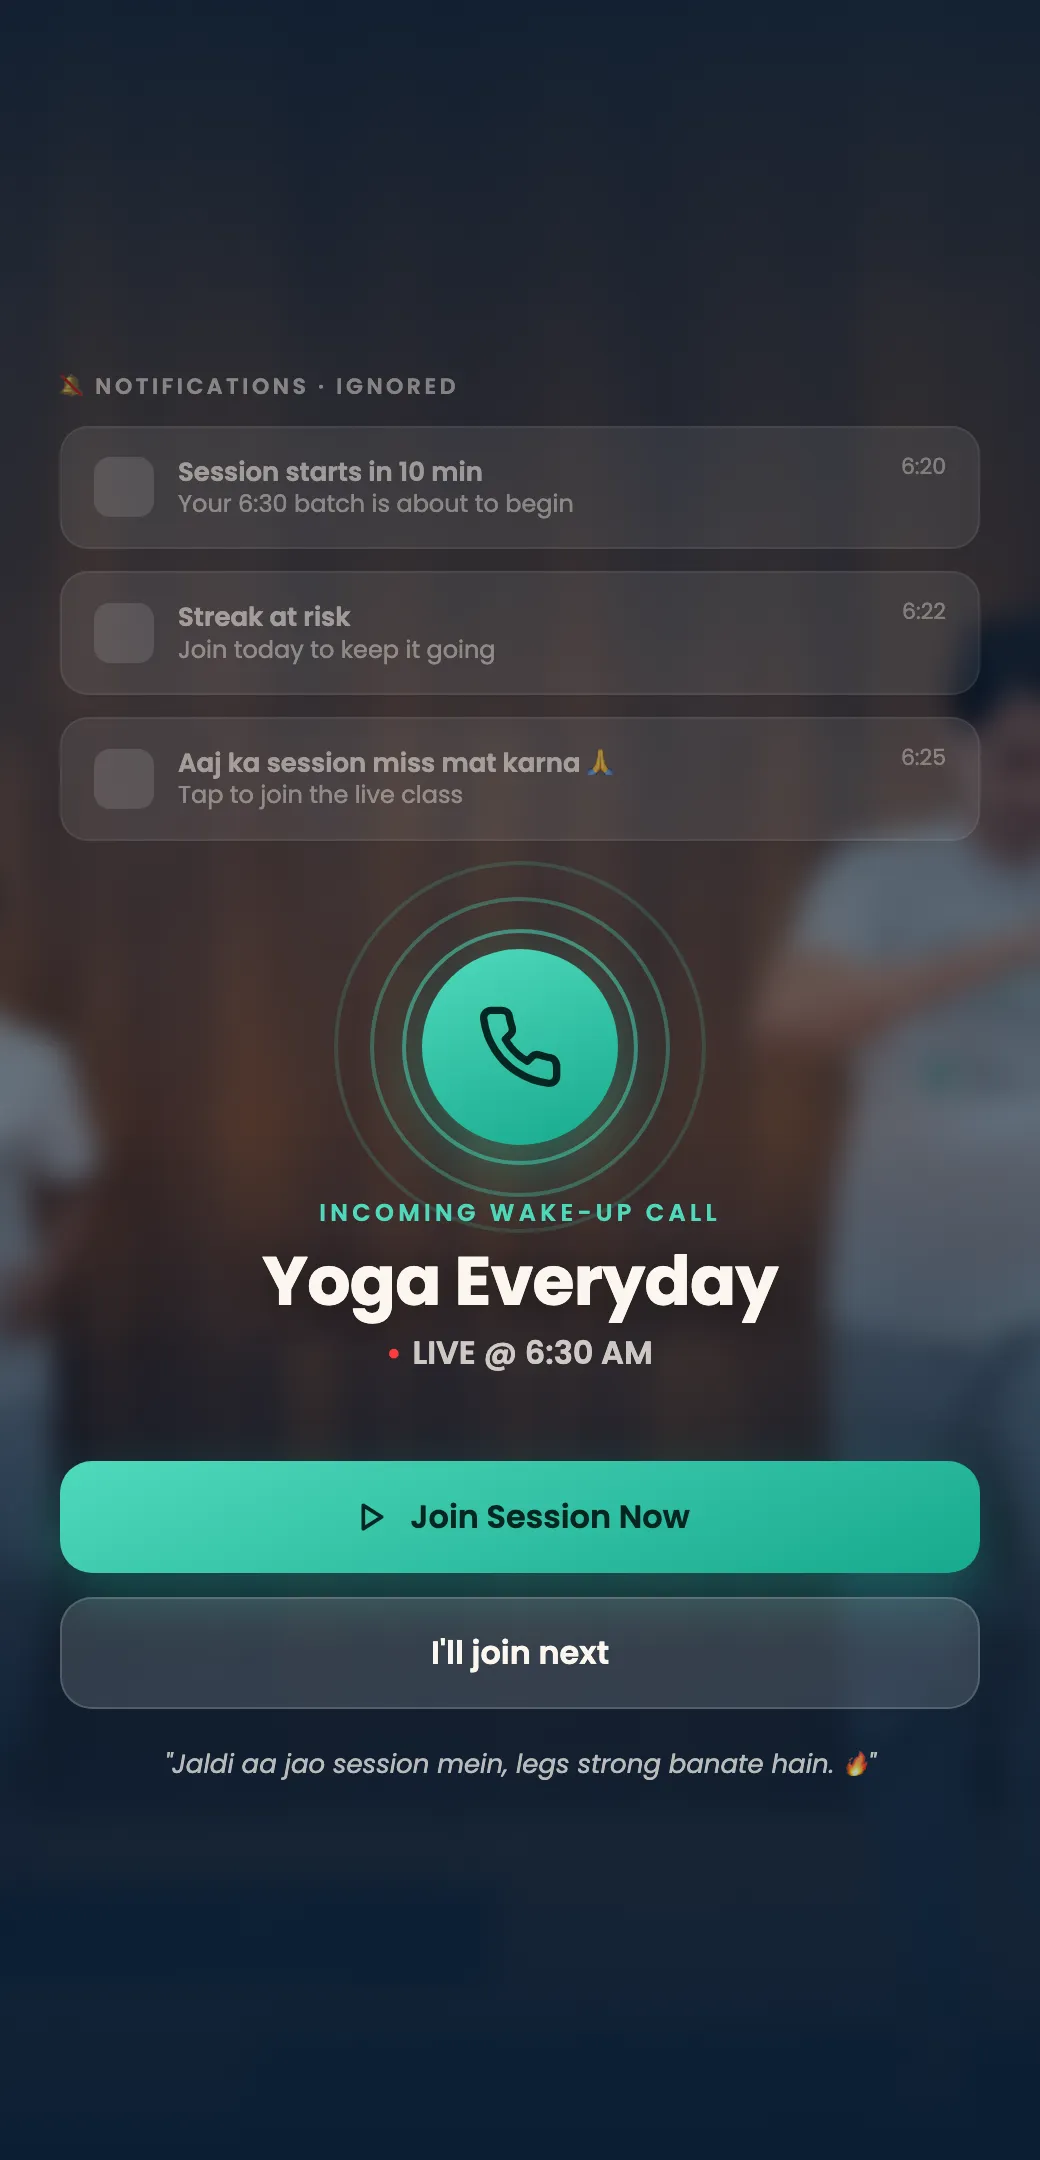 🔕 NOTIFICATIONS · IGNORED
Session starts in 10 min
6:20
Your 6:30 batch is about to begin
Streak at risk
6:22
Join today to keep it going
Aaj ka session miss mat karna 🙏
6:25
Tap to join the live class
INCOMING WAKE-UP CALL
Yoga Everyday
• LIVE @ 6:30 AM
Join Session Now
I'll join next
"Jaldi aa jao session mein, legs strong banate hain. 🔥"